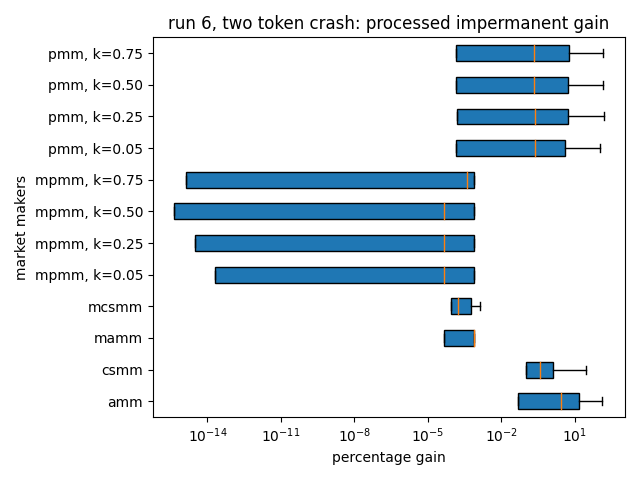 run 6, two token crash: processed impermanent gain
pmm, k=0.75
pmm, k=0.50
pmm, k=0.25
pmm, k=0.05
mpmm, k=0.75
mpmm, k=0.50
mpmm, k=0.25
mpmm, k=0.05
mcsmm
mamm
csmm
amm
market makers
10⁻¹⁴ 10⁻¹¹ 10⁻⁸ 10⁻⁵ 10⁻² 10¹
percentage gain